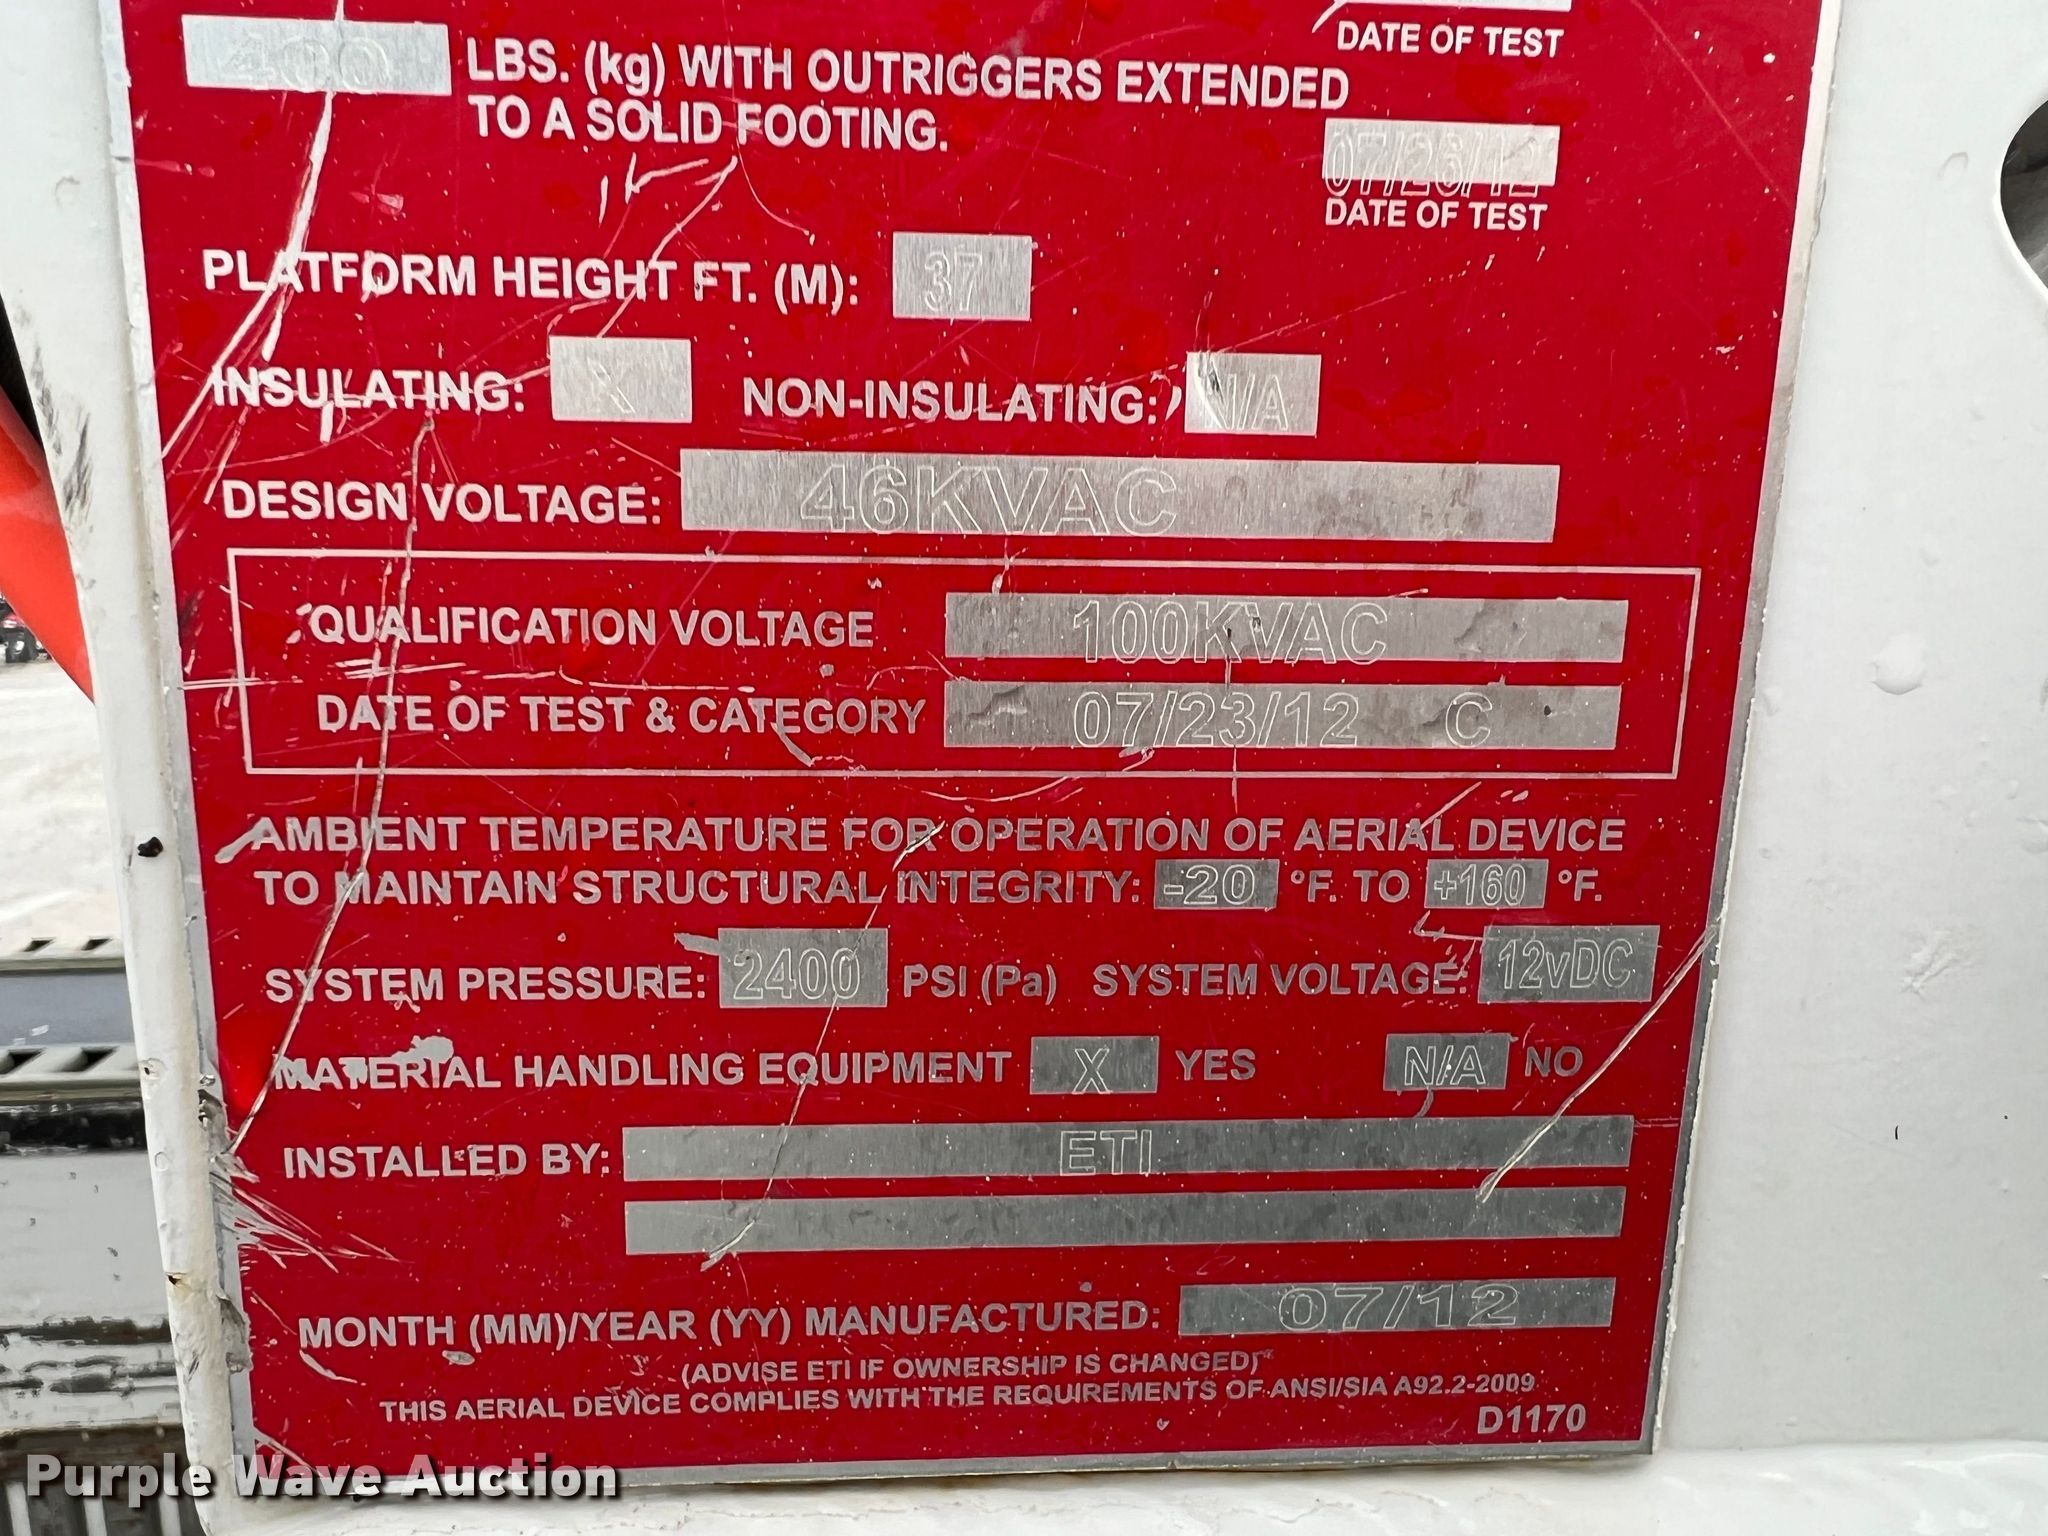 DATE OF TEST
400 LBS. (kg) WITH OUTRIGGERS EXTENDED
TO A SOLID FOOTING.
07/26/12
DATE OF TEST
PLATFORM HEIGHT FT. (M): 37
INSULATING: X NON-INSULATING: N/A
DESIGN VOLTAGE: 46KVAC
QUALIFICATION VOLTAGE 100KVAC
DATE OF TEST & CATEGORY 07/23/12 C
AMBIENT TEMPERATURE FOR OPERATION OF AERIAL DEVICE
TO MAINTAIN STRUCTURAL INTEGRITY: -20 °F. TO +160 °F.
SYSTEM PRESSURE: 2400 PSI (Pa) SYSTEM VOLTAGE: 12vDC
MATERIAL HANDLING EQUIPMENT X YES N/A NO
INSTALLED BY: ETI
MONTH (MM)/YEAR (YY) MANUFACTURED: 07/12
(ADVISE ETI IF OWNERSHIP IS CHANGED)
THIS AERIAL DEVICE COMPLIES WITH THE REQUIREMENTS OF ANSI/SIA A92.2-2009
D1170
Purple Wave Auction